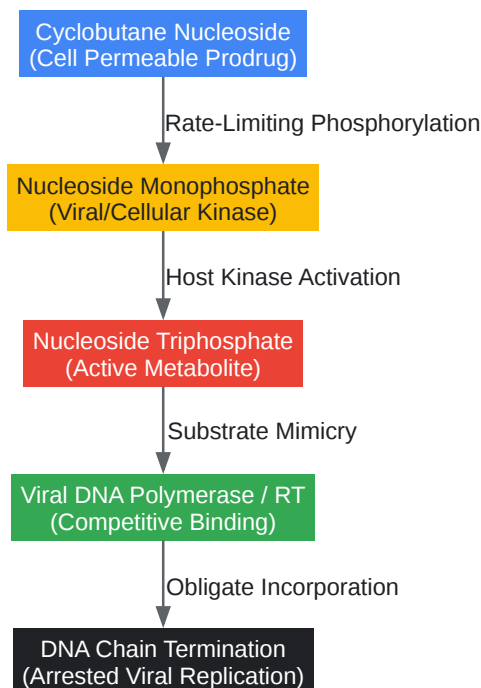 Cyclobutane Nucleoside
(Cell Permeable Prodrug)
Rate-Limiting Phosphorylation
Nucleoside Monophosphate
(Viral/Cellular Kinase)
Host Kinase Activation
Nucleoside Triphosphate
(Active Metabolite)
Substrate Mimicry
Viral DNA Polymerase / RT
(Competitive Binding)
Obligate Incorporation
DNA Chain Termination
(Arrested Viral Replication)